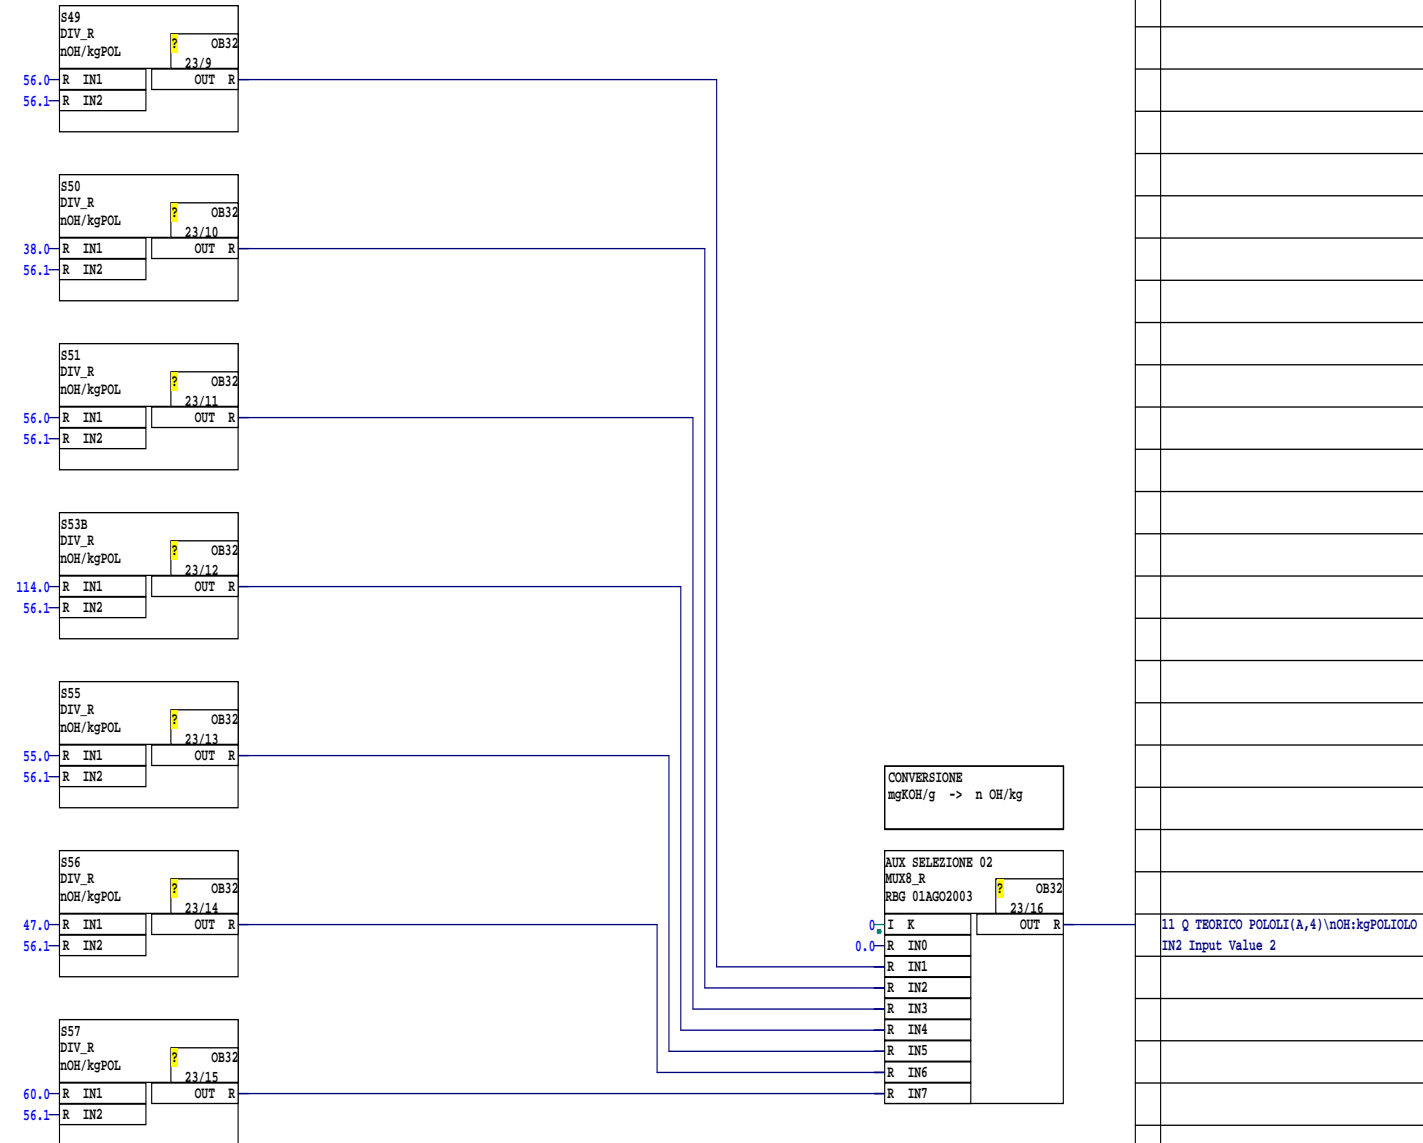 S49
DIV_R
nOH/kgPOL
? OB32
23/9
56.0 R IN1 OUT R
56.1 R IN2
S50
DIV_R
nOH/kgPOL
? OB32
23/10
38.0 R IN1 OUT R
56.1 R IN2
S51
DIV_R
nOH/kgPOL
? OB32
23/11
56.0 R IN1 OUT R
56.1 R IN2
S53B
DIV_R
nOH/kgPOL
? OB32
23/12
114.0 R IN1 OUT R
56.1 R IN2
S55
DIV_R
nOH/kgPOL
? OB32
23/13
55.0 R IN1 OUT R
56.1 R IN2
S56
DIV_R
nOH/kgPOL
? OB32
23/14
47.0 R IN1 OUT R
56.1 R IN2
S57
DIV_R
nOH/kgPOL
? OB32
23/15
60.0 R IN1 OUT R
56.1 R IN2
CONVERSIONE
mgKOH/g -> n OH/kg
AUX SELEZIONE 02
MUX8_R
RBG 01AGO2003
? OB32
23/16
0 I K OUT R
0.0 R IN0
R IN1
R IN2
R IN3
R IN4
R IN5
R IN6
R IN7
11 Q TEORICO POLOLI(A,4)\nOH:kgPOLIOLO
IN2 Input Value 2